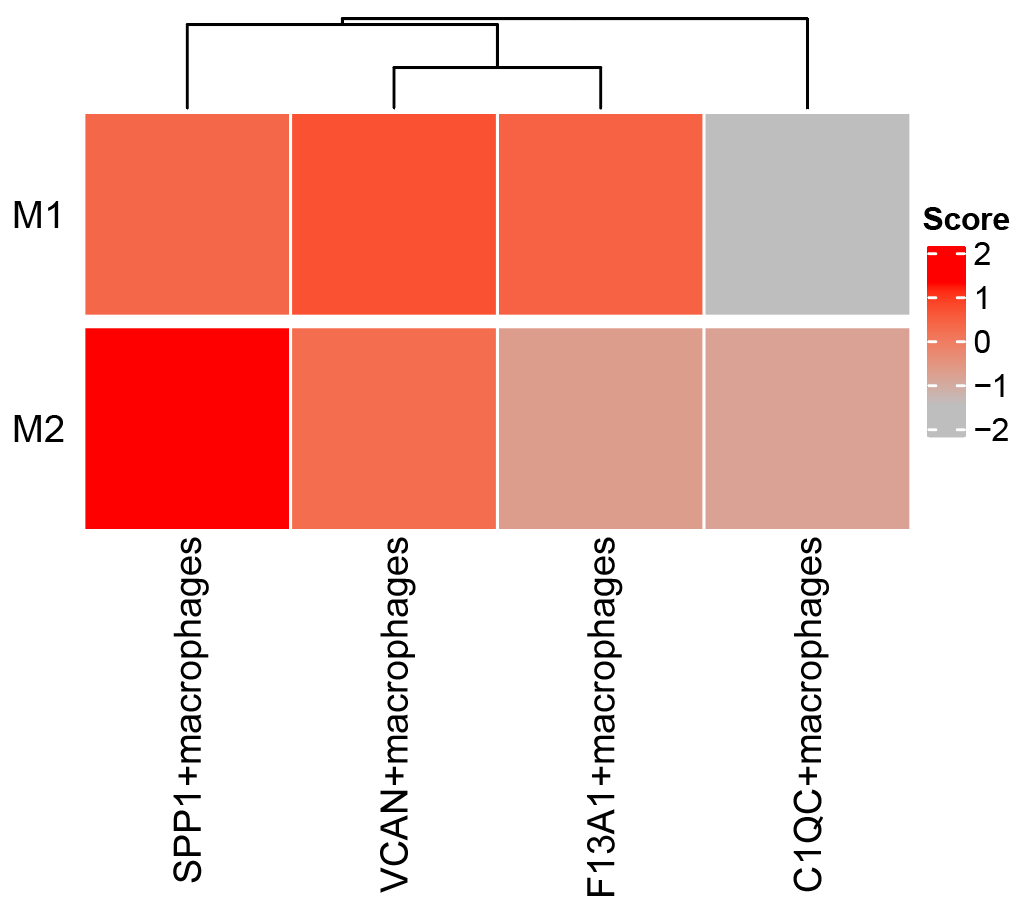 M1
M2
SPP1+macrophages
VCAN+macrophages
F13A1+macrophages
C1QC+macrophages
Score
2
1
0
−1
−2